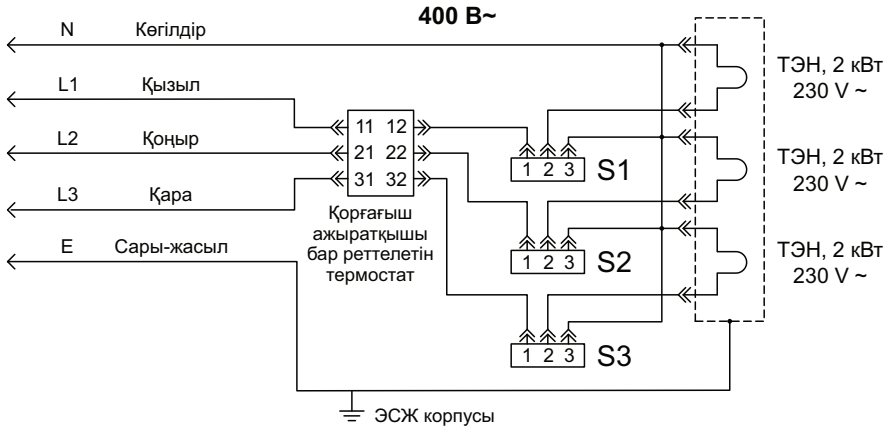 400 В~
N Көгілдір
ТЭН, 2 кВт
230 V ~
L1 Қызыл
11 12
L2 Қоңыр
21 22
1 2 3 S1
ТЭН, 2 кВт
230 V ~
31 32
L3 Қара
Қорғағыш
ажыратқышы
бар реттелетін
термостат
E Сары-жасыл
1 2 3 S2
ТЭН, 2 кВт
230 V ~
1 2 3 S3
ЭСЖ корпусы